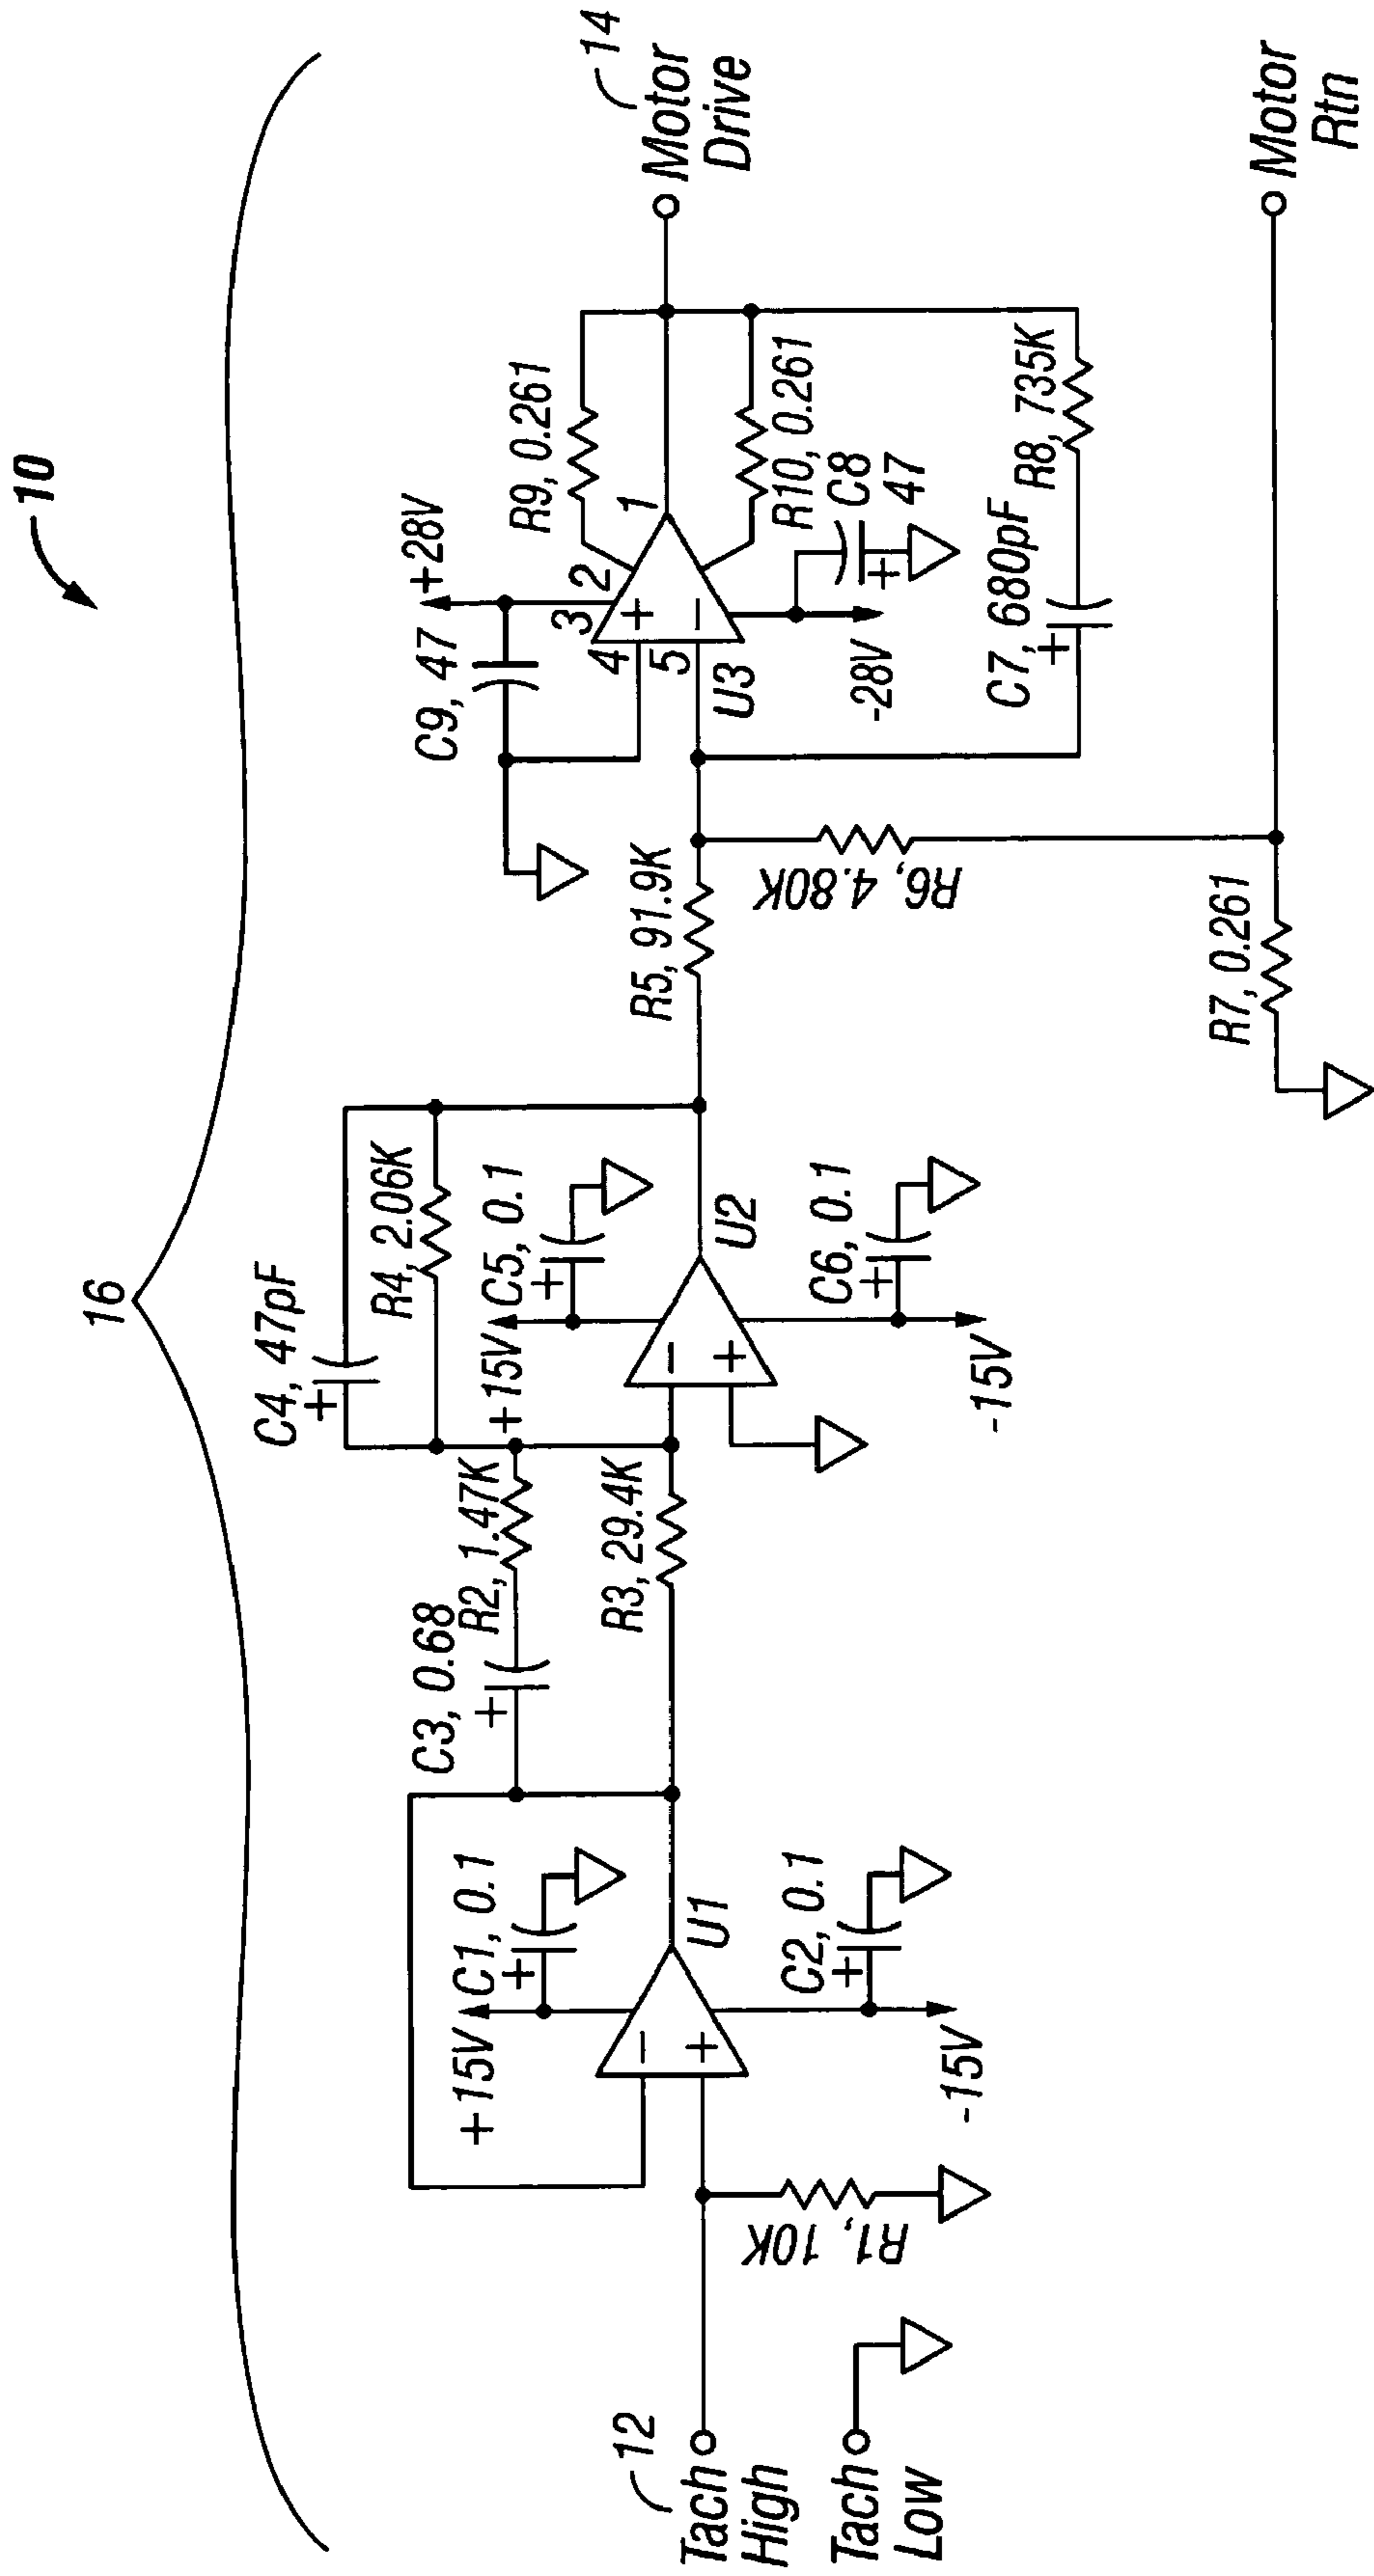 10
16
12
Tach
High
Tach
Low
R1, 10K
+15V
C1, 0.1
+
-
+
U1
C2, 0.1
+
-15V
C3, 0.68
+
R2, 1.47K
R3, 29.4K
C4, 47pF
+
R4, 2.06K
+15V
C5, 0.1
+
-
+
U2
C6, 0.1
+
-15V
R5, 91.9K
R6, 4.80K
R7, 0.261
C9, 47
+28V
3
2
4
+
5
-
1
U3
R9, 0.261
R10, 0.261
C8
47
+
-28V
C7, 680pF
+
R8, 735K
14
Motor
Drive
Motor
Rtn